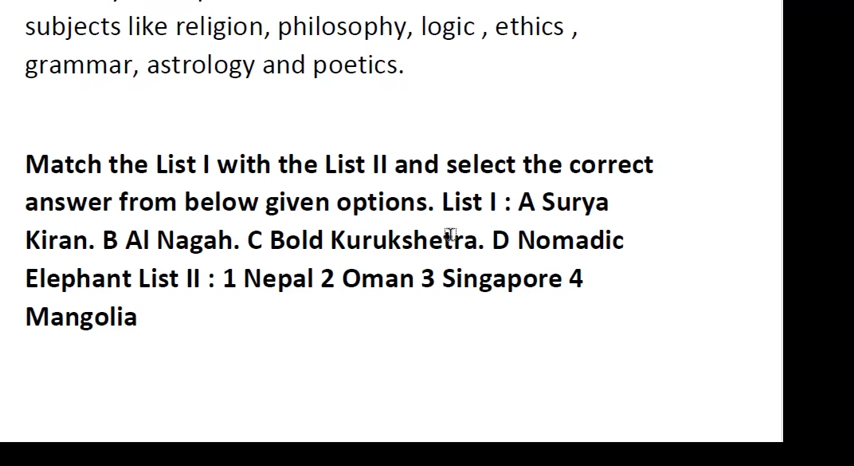 subjects like religion, philosophy, logic , ethics ,
grammar, astrology and poetics.
Match the List I with the List II and select the correct
answer from below given options. List I : A Surya
Kiran. B Al Nagah. C Bold Kurukshetra. D Nomadic
Elephant List II : 1 Nepal 2 Oman 3 Singapore 4
Mangolia